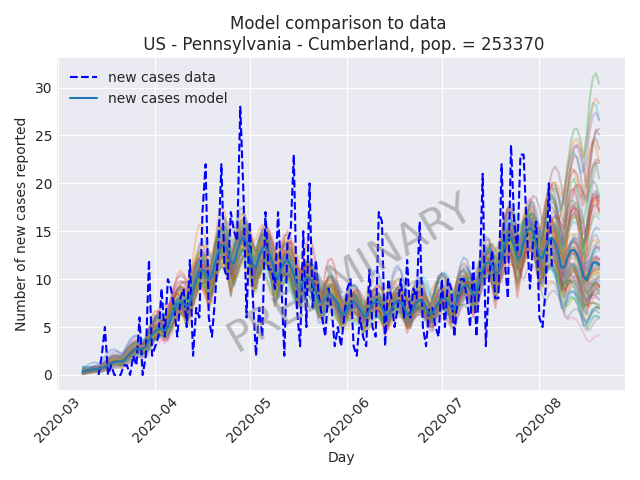 Model comparison to data
US - Pennsylvania - Cumberland, pop. = 253370
new cases data
new cases model
PRELIMINARY
Number of new cases reported
30
25
20
15
10
5
0
2020-03
2020-04
2020-05
2020-06
2020-07
2020-08
Day